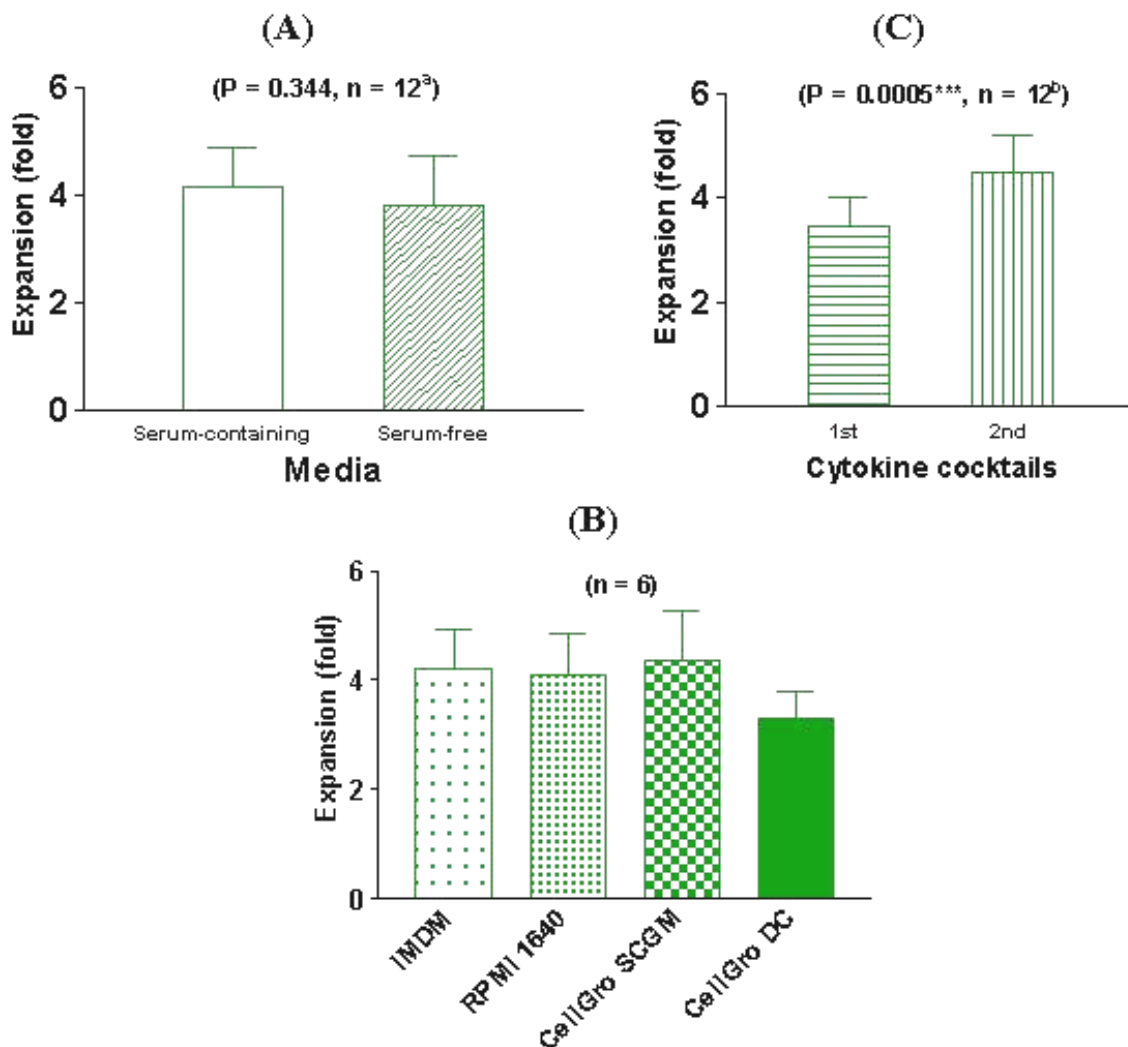 (A)
(P = 0.344, n = 12ª)
Expansion (fold)
6
4
2
0
Serum-containing
Serum-free
Media
(C)
(P = 0.0005***, n = 12ᵇ)
Expansion (fold)
6
4
2
0
1st
2nd
Cytokine cocktails
(B)
(n = 6)
Expansion (fold)
6
4
2
0
IMDM
RPMI 1640
CellGro SCGM
CellGro DC